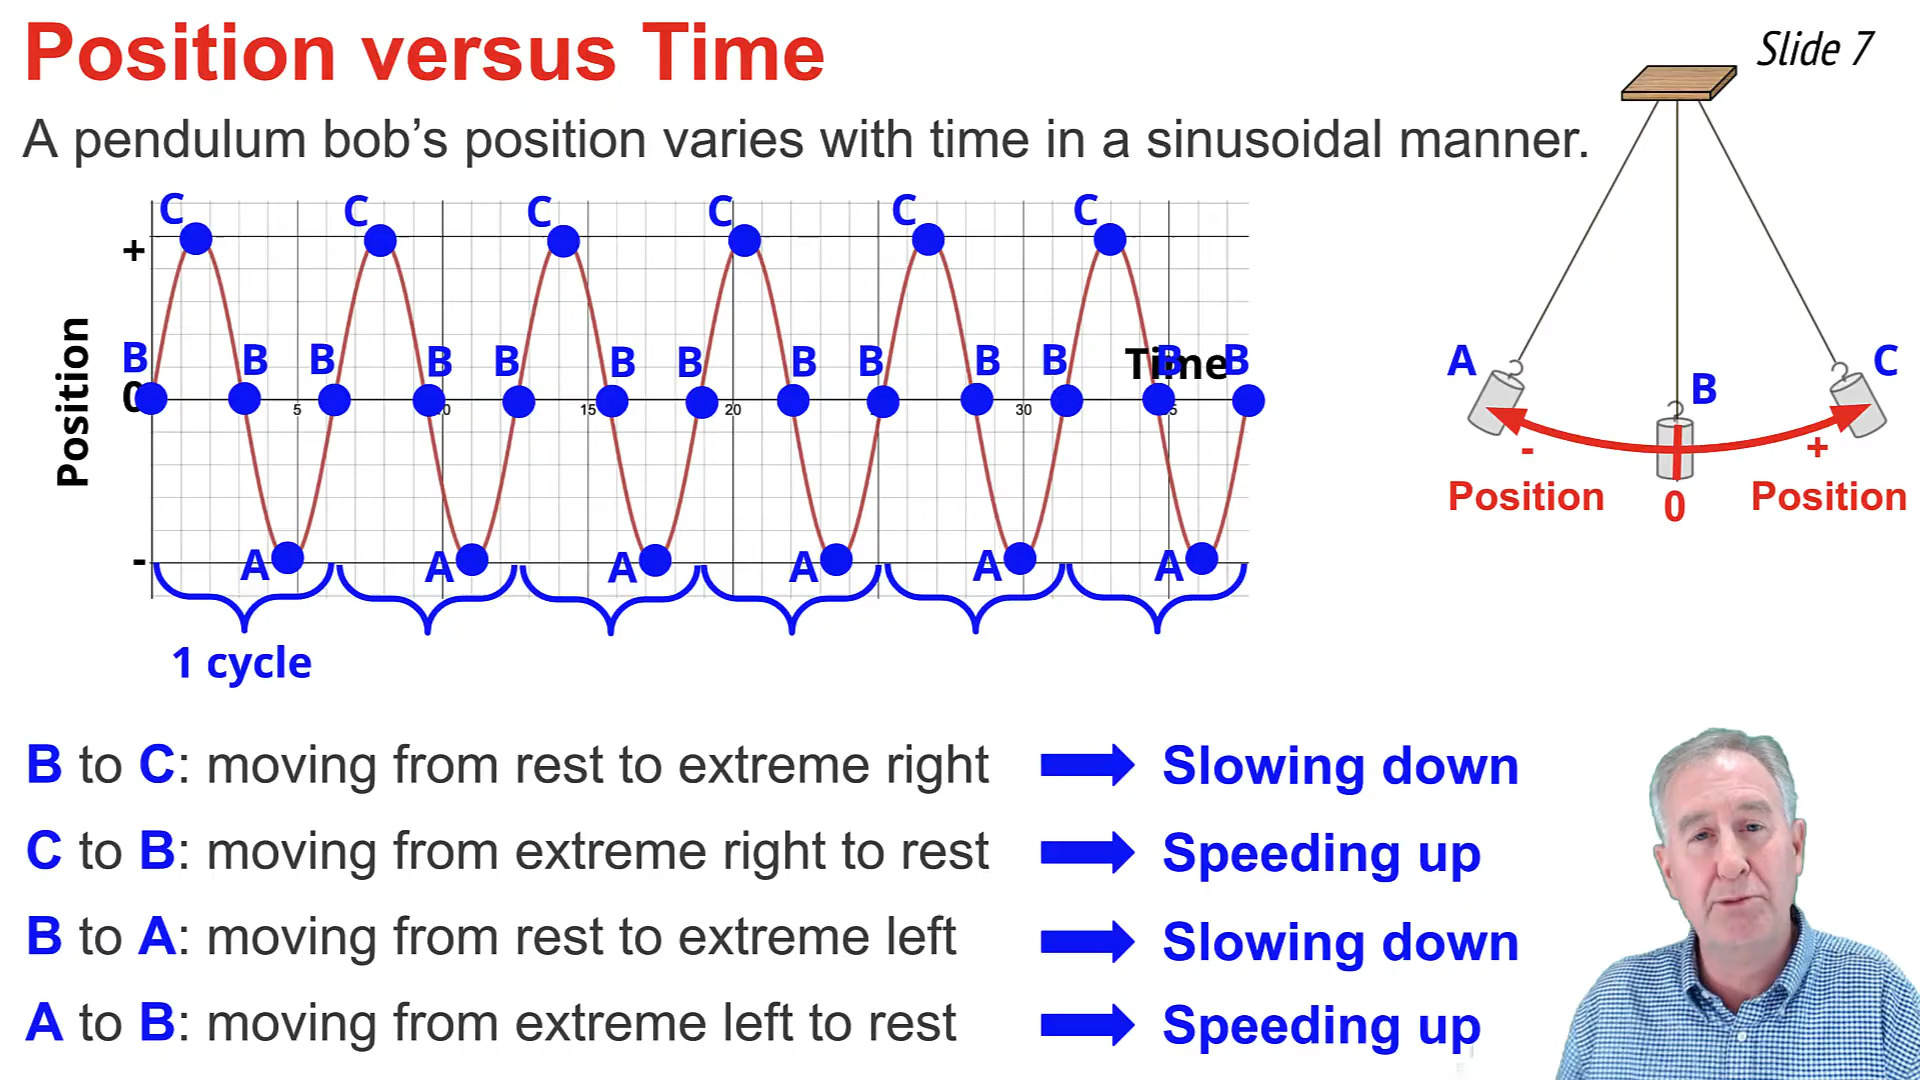 Position versus Time
Slide 7
A pendulum bob's position varies with time in a sinusoidal manner.
C C C C C C
+
Position
B B B B B B B B B B B Time B B
0
5 10 15 20 30
A A A A A A
-
1 cycle
A B C
- +
Position 0 Position
B to C: moving from rest to extreme right Slowing down
C to B: moving from extreme right to rest Speeding up
B to A: moving from rest to extreme left Slowing down
A to B: moving from extreme left to rest Speeding up